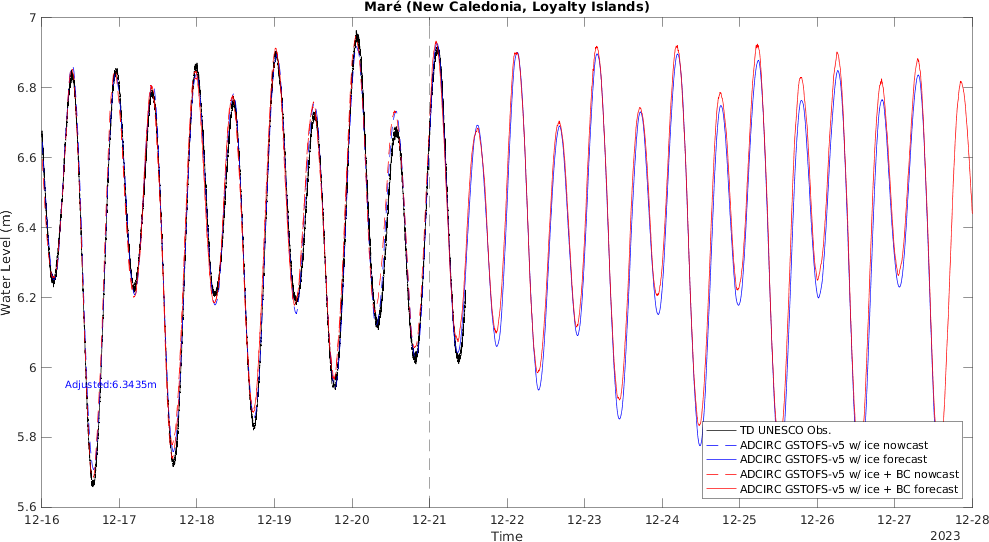 Maré (New Caledonia, Loyalty Islands)
7
6.8
6.6
6.4
6.2
6
5.8
5.6
Water Level (m)
Adjusted:6.3435m
TD UNESCO Obs.
ADCIRC GSTOFS-v5 w/ ice nowcast
ADCIRC GSTOFS-v5 w/ ice forecast
ADCIRC GSTOFS-v5 w/ ice + BC nowcast
ADCIRC GSTOFS-v5 w/ ice + BC forecast
12-16 12-17 12-18 12-19 12-20 12-21 12-22 12-23 12-24 12-25 12-26 12-27 12-28
Time
2023